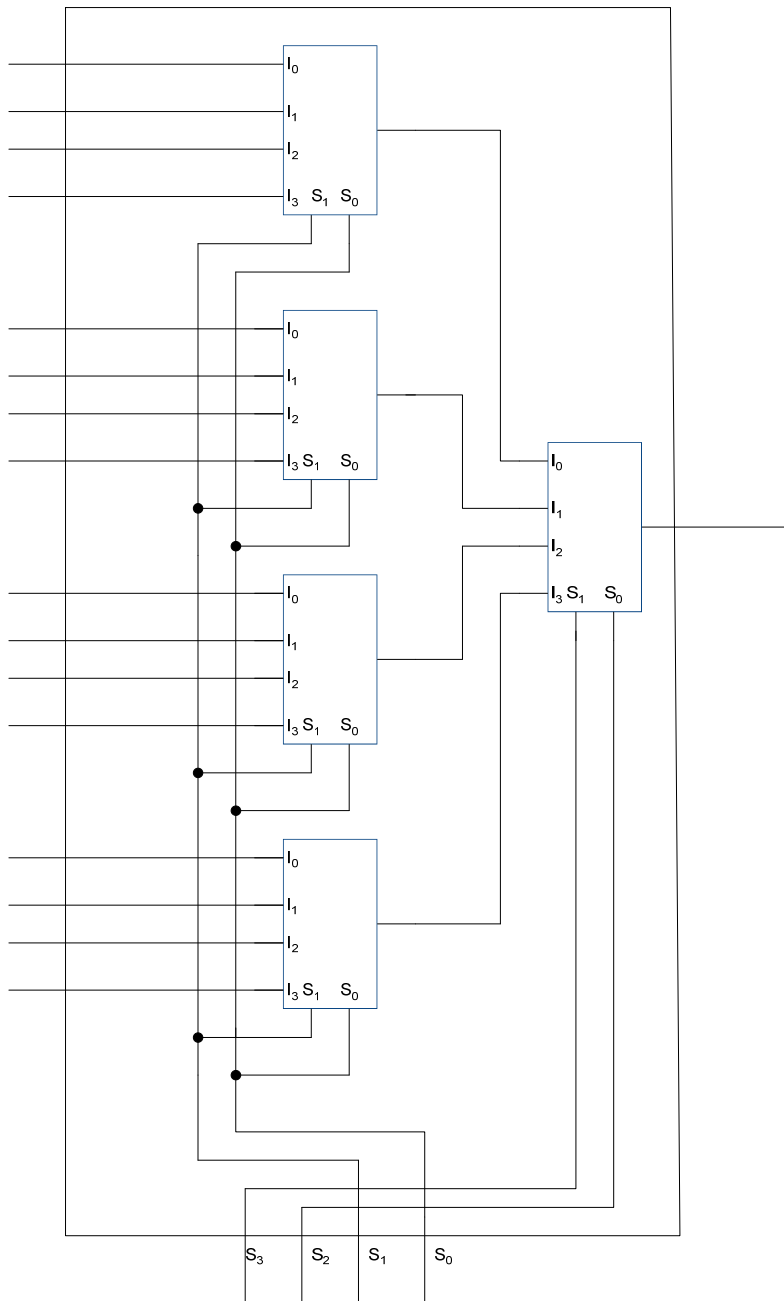 I₀
I₁
I₂
I₃ S₁ S₀
I₀
I₁
I₂
I₃ S₁ S₀
I₀
I₁
I₂
I₃ S₁ S₀
I₀
I₁
I₂
I₃ S₁ S₀
I₀
I₁
I₂
I₃ S₁ S₀
S₃ S₂ S₁ S₀